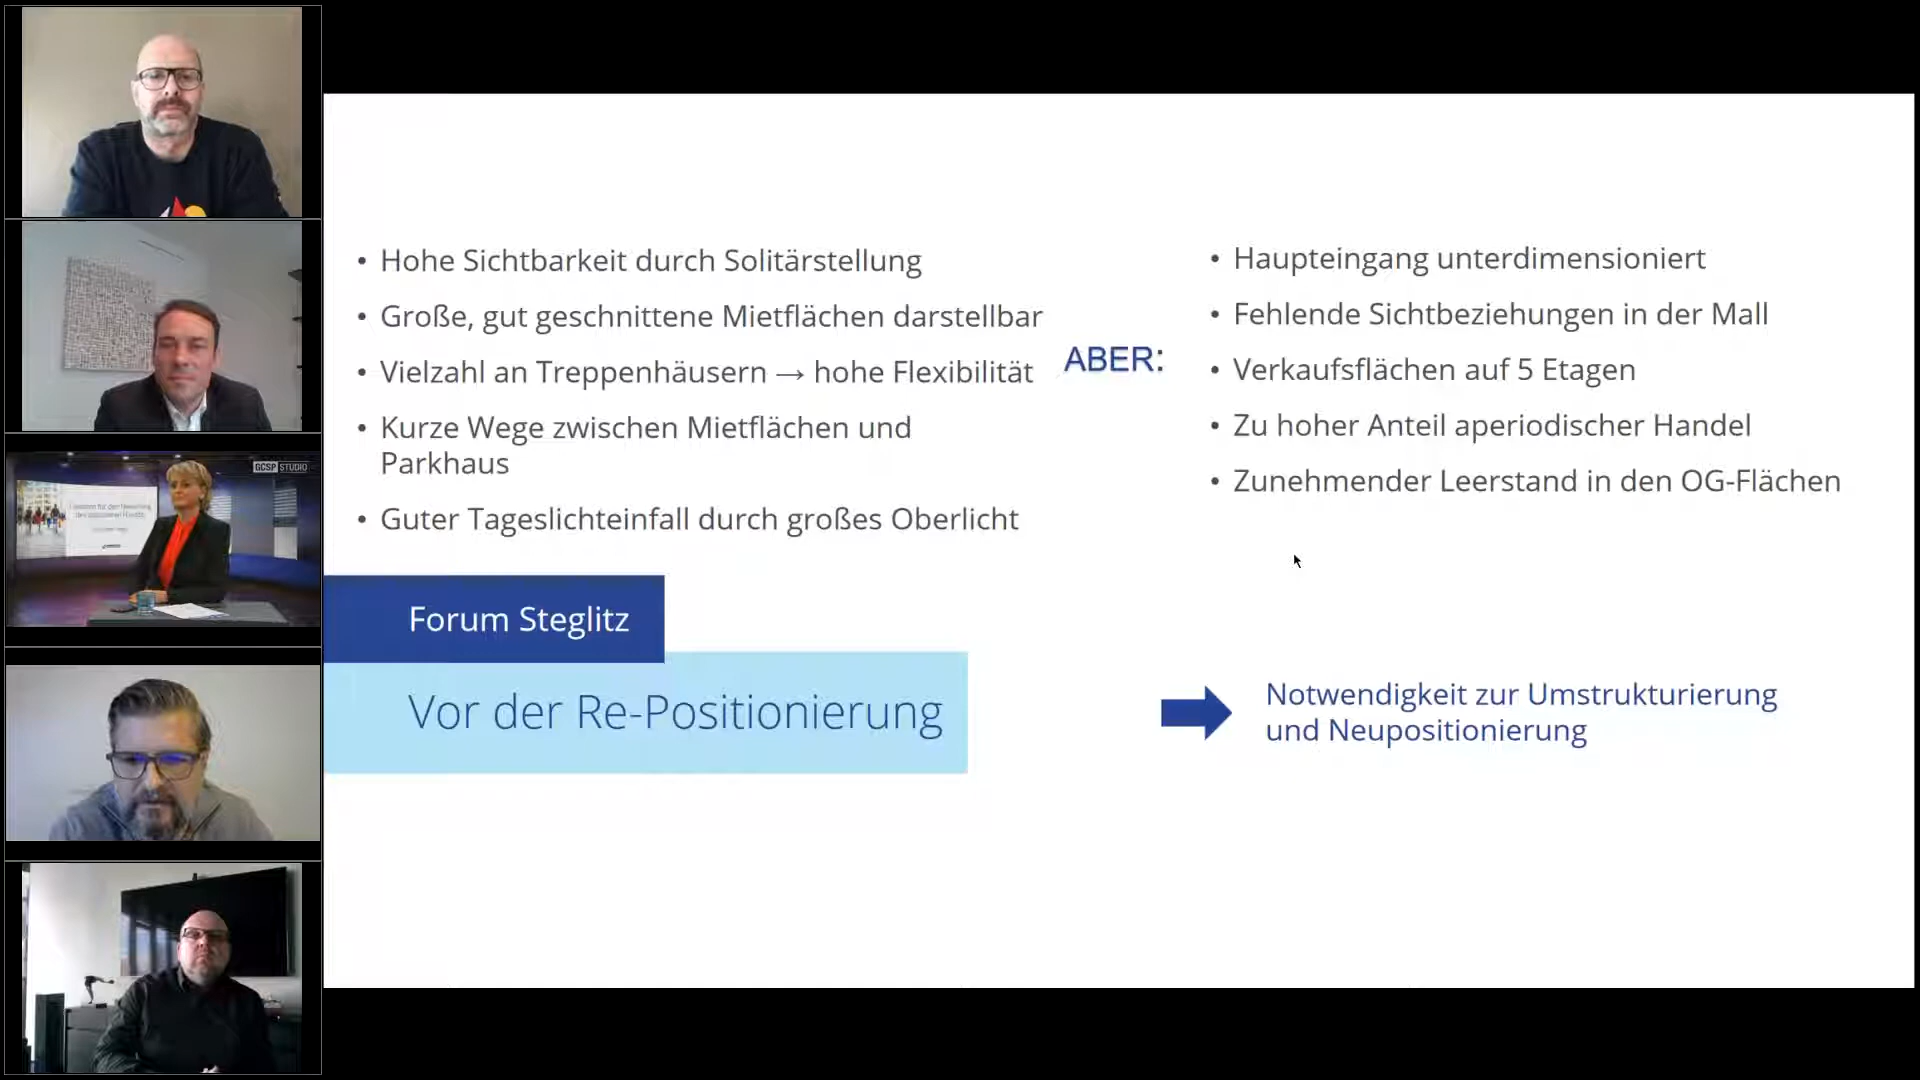 GCSP STUDIO
• Hohe Sichtbarkeit durch Solitärstellung
• Große, gut geschnittene Mietflächen darstellbar
• Vielzahl an Treppenhäusern → hohe Flexibilität
• Kurze Wege zwischen Mietflächen und
Parkhaus
• Guter Tageslichteinfall durch großes Oberlicht
ABER:
• Haupteingang unterdimensioniert
• Fehlende Sichtbeziehungen in der Mall
• Verkaufsflächen auf 5 Etagen
• Zu hoher Anteil aperiodischer Handel
• Zunehmender Leerstand in den OG-Flächen
Forum Steglitz
Vor der Re-Positionierung
Notwendigkeit zur Umstrukturierung
und Neupositionierung